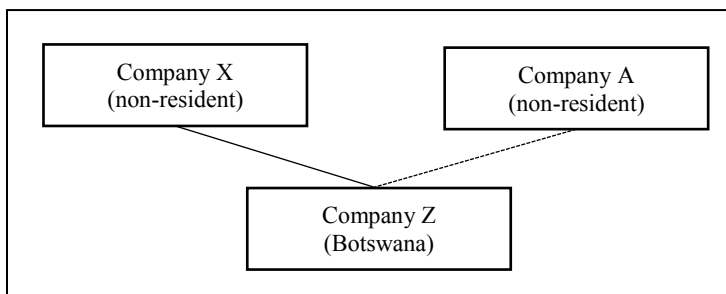 Company X
(non-resident)
Company A
(non-resident)
Company Z
(Botswana)